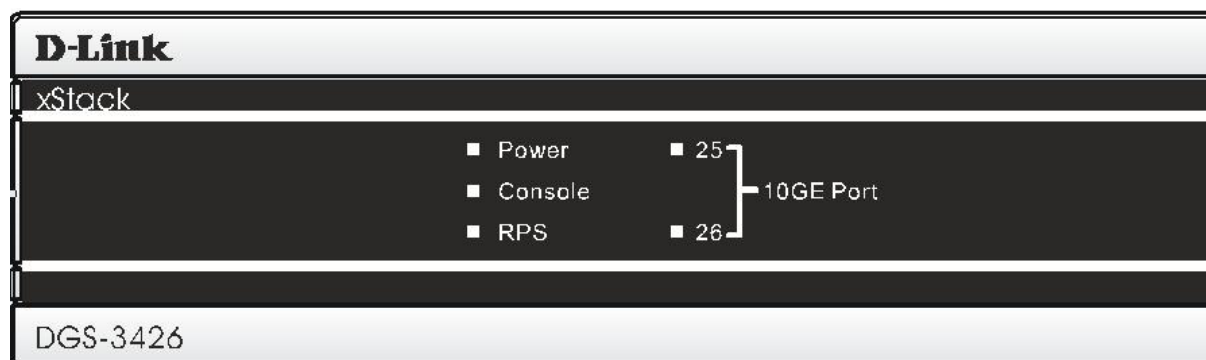 D-Link
xStack
Power 25
Console 10GE Port
RPS 26
DGS-3426